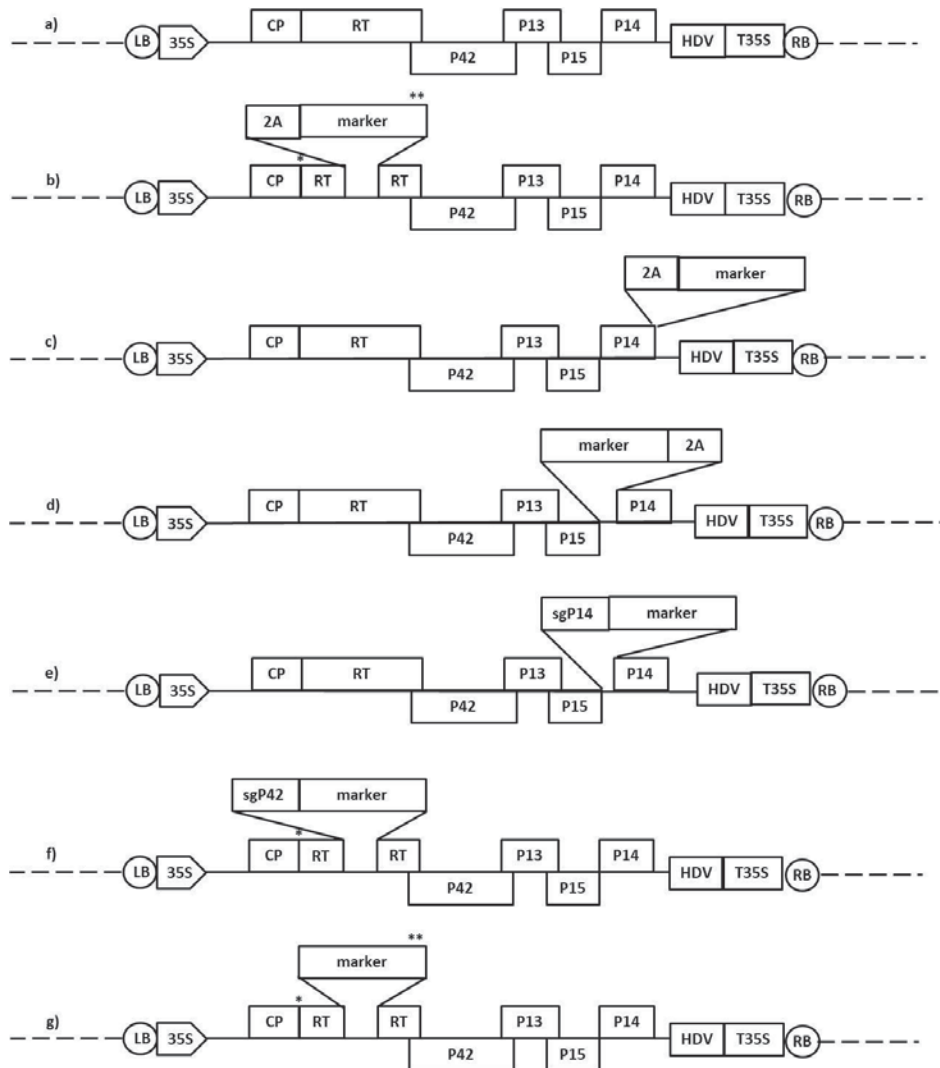 a) LB 35S CP RT P42 P13 P15 P14 HDV T35S RB
**
2A marker
*
b) LB 35S CP RT RT P42 P13 P15 P14 HDV T35S RB
2A marker
c) LB 35S CP RT P42 P13 P15 P14 HDV T35S RB
marker 2A
d) LB 35S CP RT P42 P13 P15 P14 HDV T35S RB
sgP14 marker
e) LB 35S CP RT P42 P13 P15 P14 HDV T35S RB
sgP42 marker
*
f) LB 35S CP RT RT P42 P13 P15 P14 HDV T35S RB
**
marker
*
g) LB 35S CP RT RT P42 P13 P15 P14 HDV T35S RB